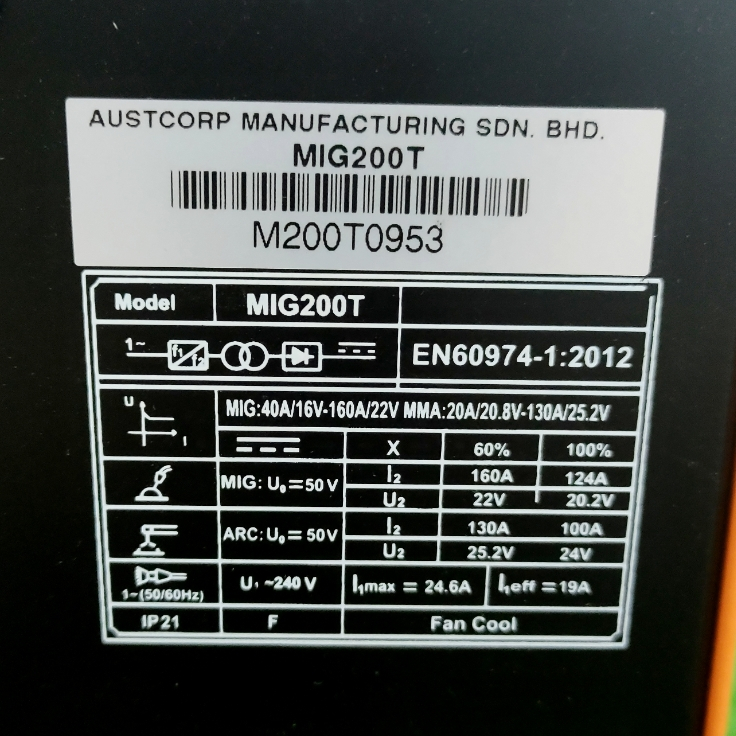 AUSTCORP MANUFACTURING SDN. BHD.
MIG200T
M200T0953
Model MIG200T
1~ f1 f2 EN60974-1:2012
U I MIG:40A/16V-160A/22V MMA:20A/20.8V-130A/25.2V
X 60% 100%
MIG: U₀=50V I₂ 160A 124A
U₂ 22V 20.2V
ARC: U₀=50V I₂ 130A 100A
U₂ 25.2V 24V
1~(50/60Hz) U₁ ~240V I₁max = 24.6A I₁eff =19A
IP21 F Fan Cool